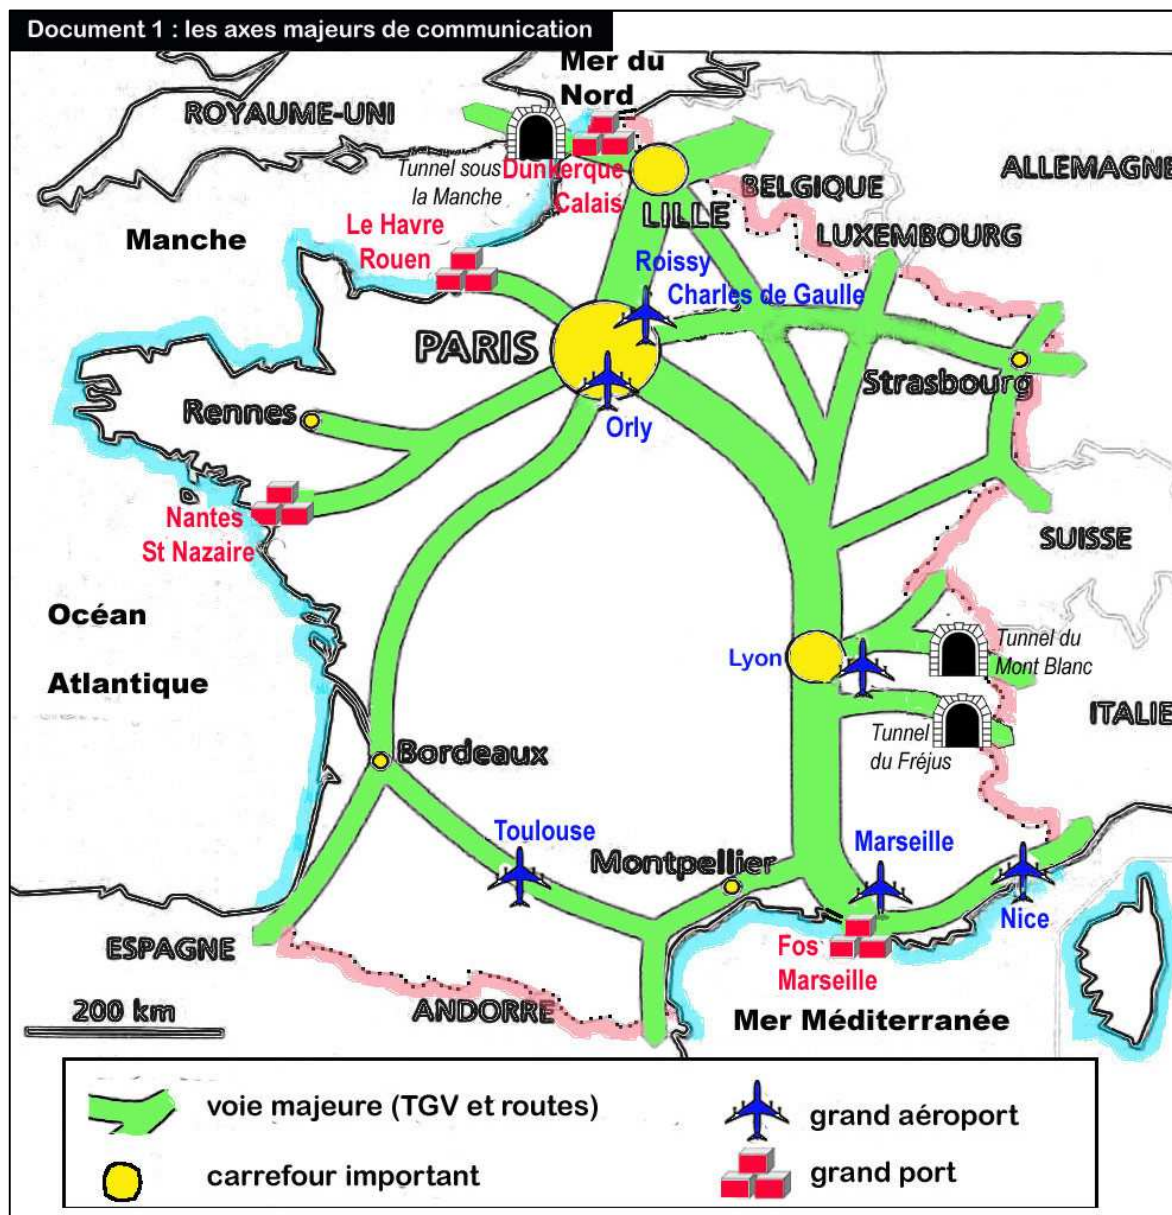 Document 1 : les axes majeurs de communication
Mer du
Nord
ROYAUME-UNI
Tunnel sous
la Manche
Dunkerque
Calais
LILLE
BELGIQUE
ALLEMAGNE
LUXEMBOURG
Manche
Le Havre
Rouen
Roissy
Charles de Gaulle
PARIS
Strasbourg
Rennes
Orly
Nantes
St Nazaire
SUISSE
Océan
Atlantique
Lyon
Tunnel du
Mont Blanc
ITALIE
Tunnel
du Fréjus
Bordeaux
Toulouse
Montpellier
Marseille
Nice
Fos
Marseille
ESPAGNE
ANDORRE
Mer Méditerranée
200 km
voie majeure (TGV et routes)
grand aéroport
carrefour important
grand port